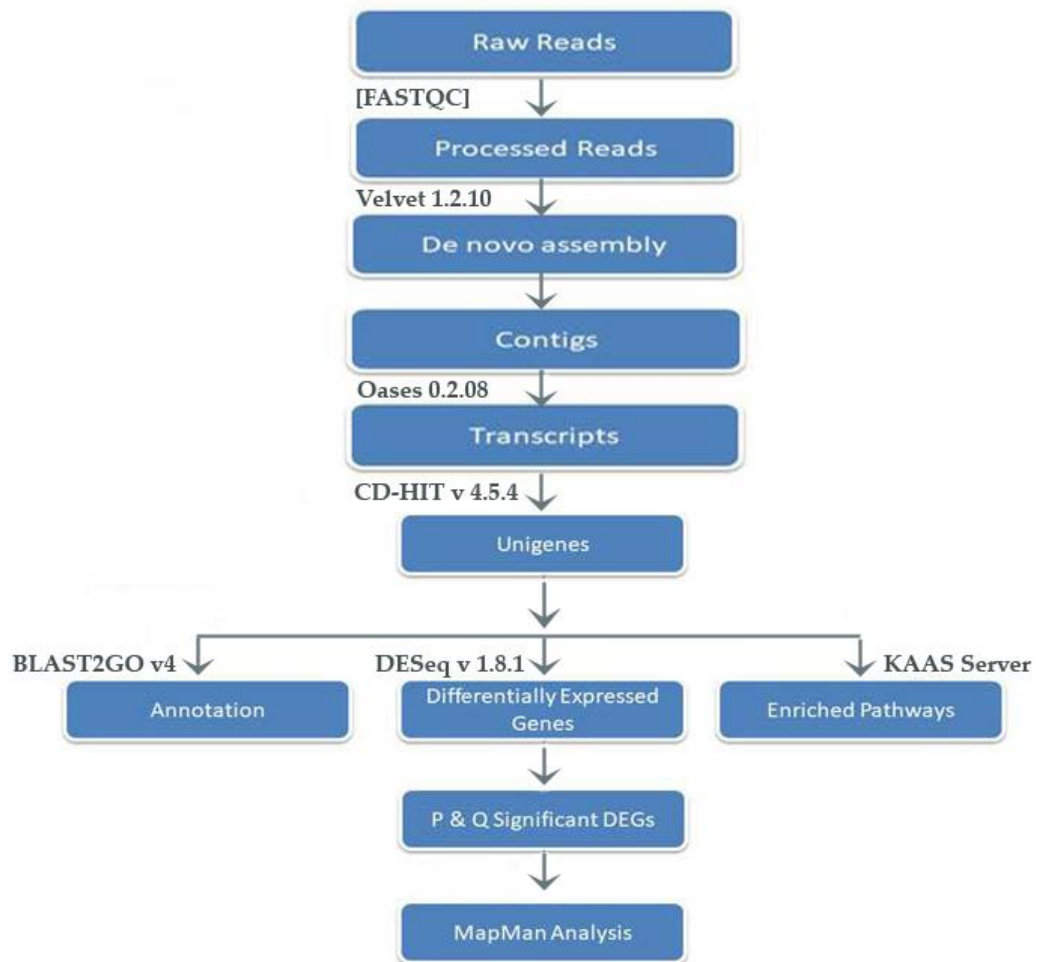 Raw Reads
[FASTQC]
Processed Reads
Velvet 1.2.10
De novo assembly
Contigs
Oases 0.2.08
Transcripts
CD-HIT v 4.5.4
Unigenes
BLAST2GO v4
DESeq v 1.8.1
KAAS Server
Annotation
Differentially Expressed
Genes
Enriched Pathways
P & Q Significant DEGs
MapMan Analysis